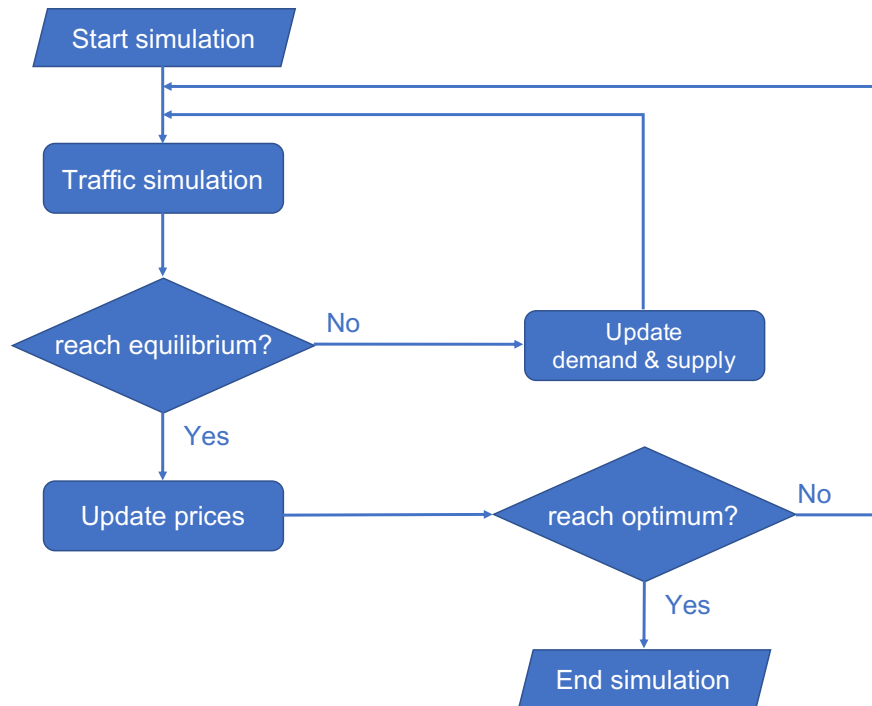 Start simulation
Traffic simulation
reach equilibrium?
No
Update
demand & supply
Yes
Update prices
reach optimum?
No
Yes
End simulation